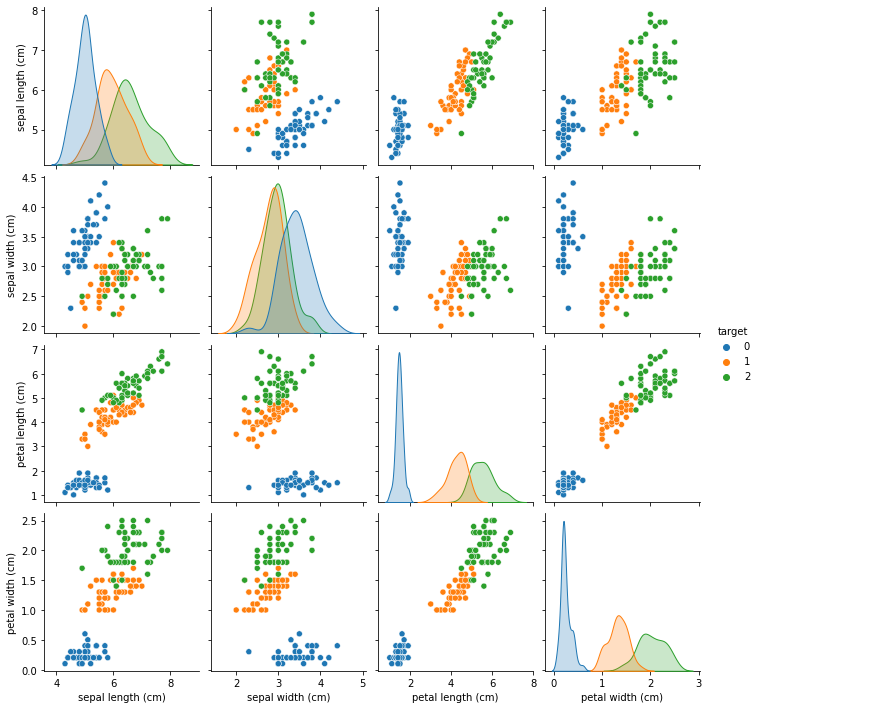 8
7
6
5
sepal length (cm)
4.5
4.0
3.5
3.0
2.5
2.0
sepal width (cm)
target
0
1
2
7
6
5
4
3
2
1
petal length (cm)
2.5
2.0
1.5
1.0
0.5
0.0
petal width (cm)
4 6 8
2 3 4 5
0 2 4 6 8
0 1 2 3
sepal length (cm) sepal width (cm) petal length (cm) petal width (cm)